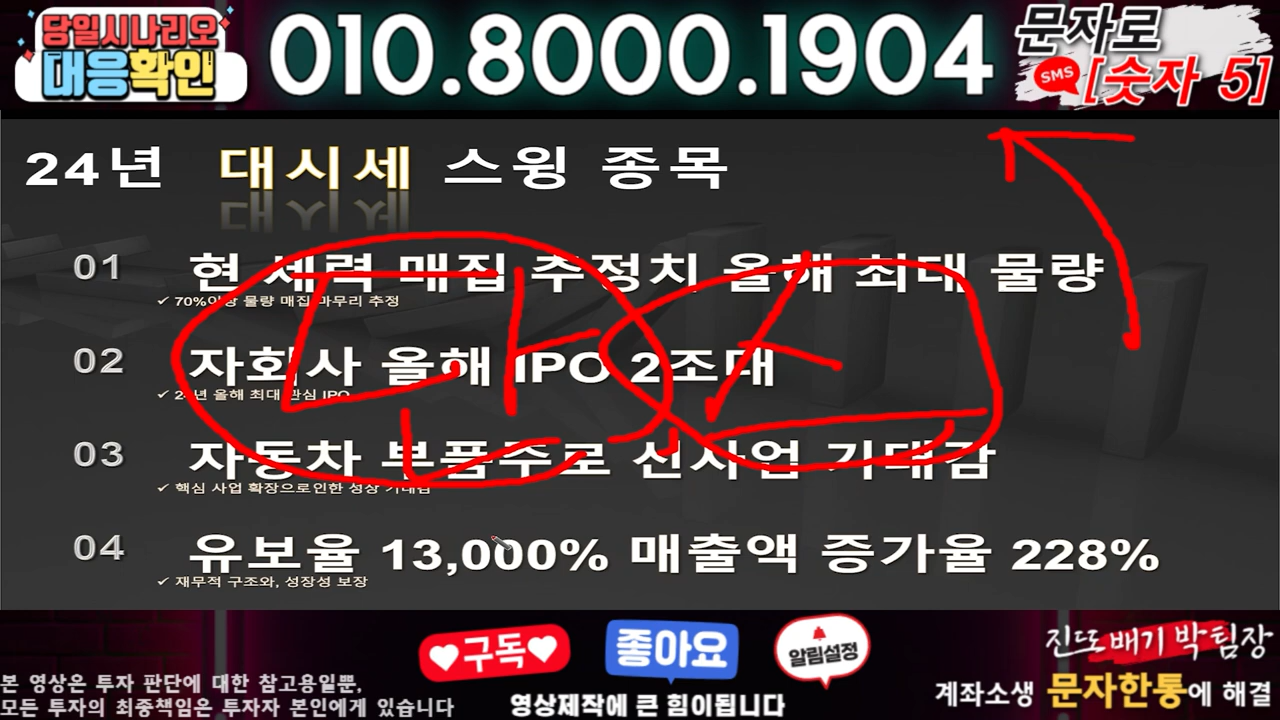 당일시나리오
대응확인
010.8000.1904
문자로
SMS
[숫자 5]
24년 대시세 스윙 종목
01 현 세력 매집 추정치 올해 최대 물량
✓ 70%이상 물량 매집 마무리 추정
02 자회사 올해 IPO 2조대
✓ 24년 올해 최대 관심 IPO
03 자동차 부품주로 신사업 기대감
✓ 핵심 사업 확장으로인한 성장 기대감
04 유보율 13,000% 매출액 증가율 228%
✓ 재무적 구조와, 성장성 보장
구독
좋아요
알림설정
영상제작에 큰 힘이됩니다
본 영상은 투자 판단에 대한 참고용일뿐,
모든 투자의 최종책임은 투자자 본인에게 있습니다
진또배기 박팀장
계좌소생 문자한통에 해결